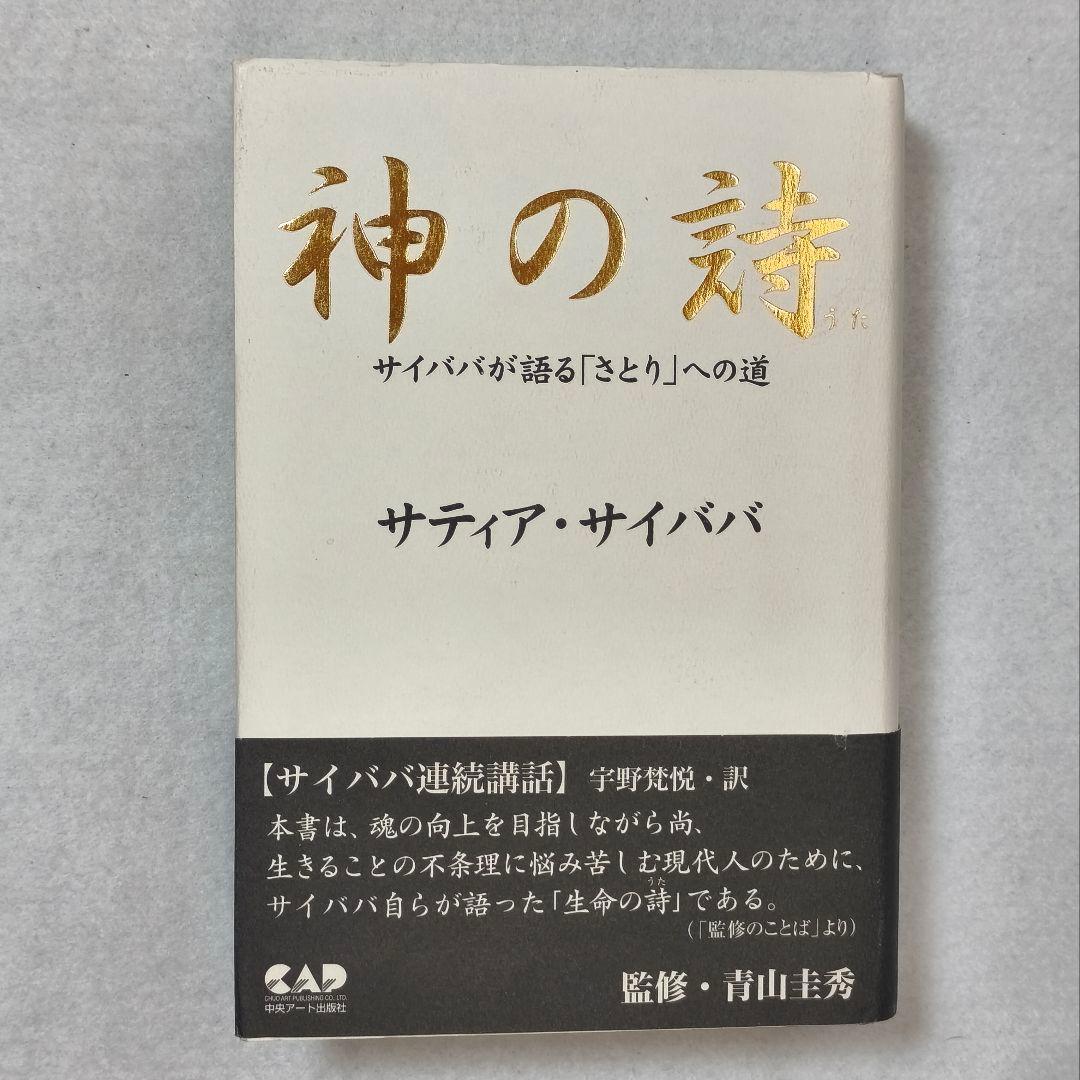 神の詩
うた
サイババが語る「さとり」への道
サティア・サイババ
【サイババ連続講話】 宇野梵悦・訳
本書は、魂の向上を目指しながら尚、
生きることの不条理に悩み苦しむ現代人のために、
うた
サイババ自らが語った「生命の詩」である。
(「監修のことば」より)
CAP
CHUO ART PUBLISHING CO., LTD.
中央アート出版社
監修・青山圭秀